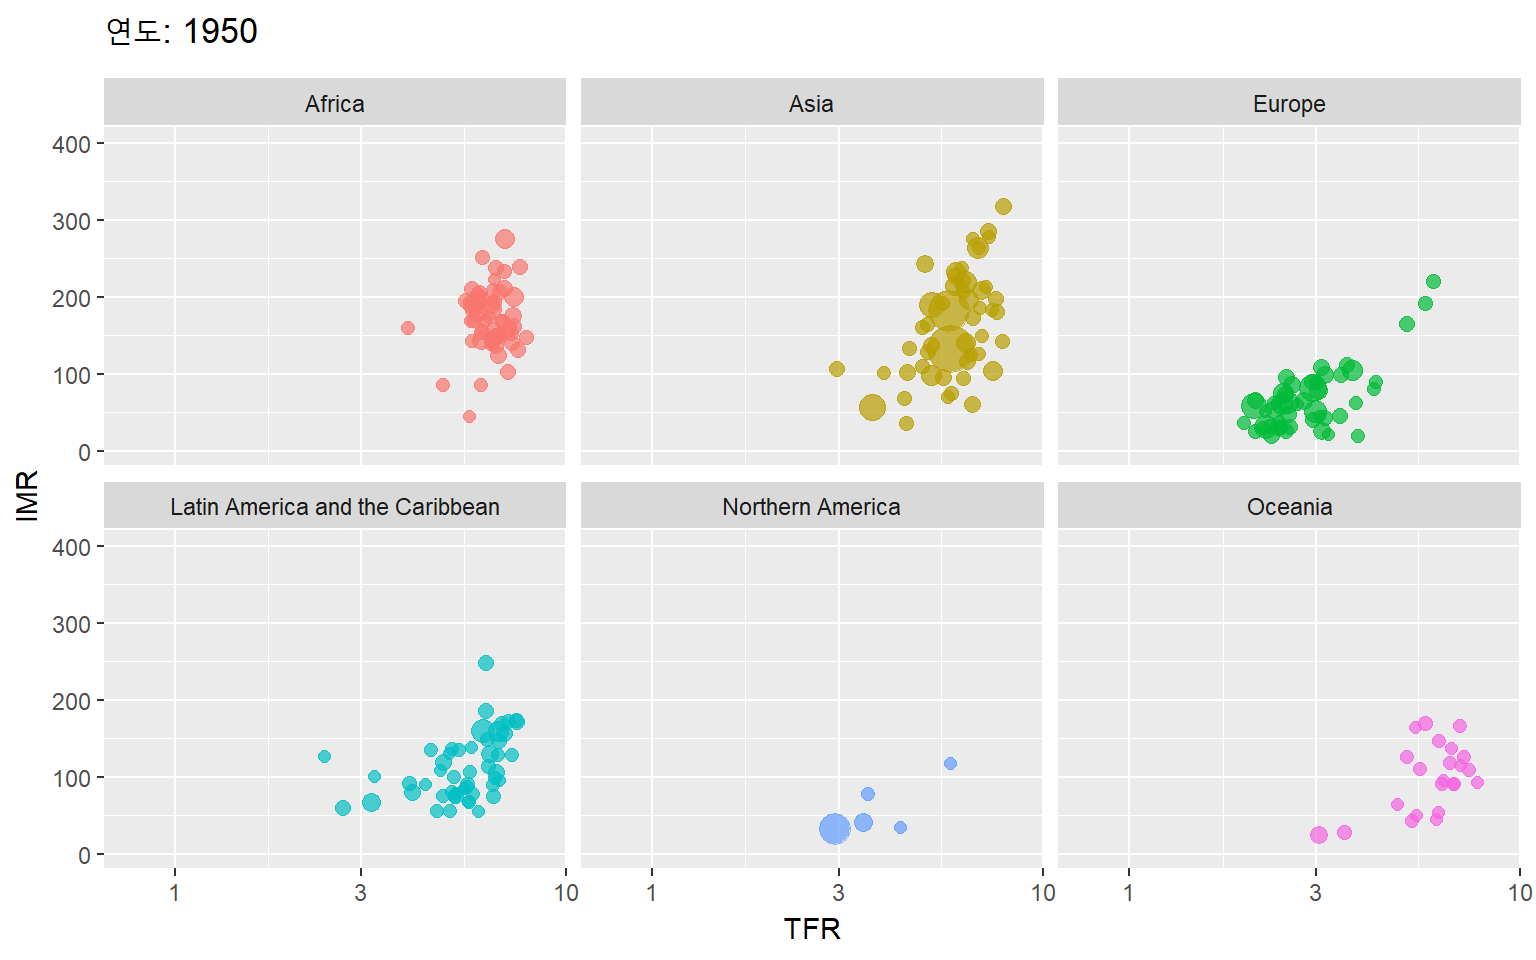 연도: 1950
Africa
Asia
Europe
400
300
200
100
0
Latin America and the Caribbean
Northern America
Oceania
400
300
200
100
0
IMR
1
3
10
1
3
10
1
3
10
TFR